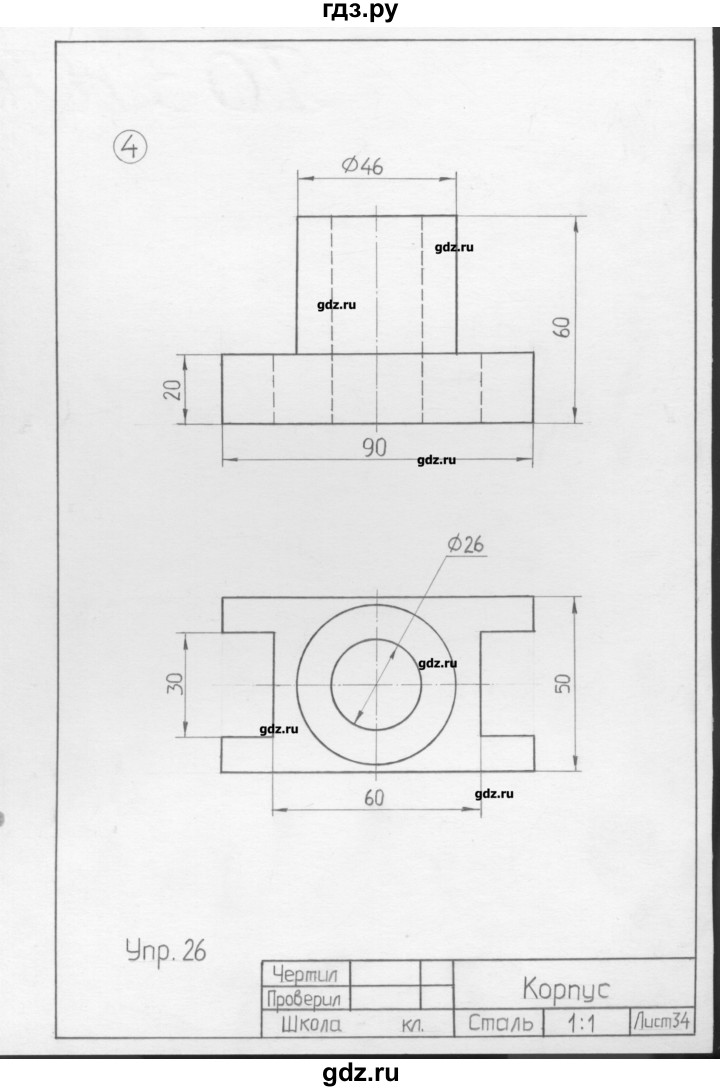 гдз.ру
4
Ø46
gdz.ru
gdz.ru
60
20
90
gdz.ru
Ø26
gdz.ru
30
50
gdz.ru
60
gdz.ru
Упр. 26
Чертил
Проверил
Корпус
Школа кл.
Сталь
1:1
Лист34
gdz.ru